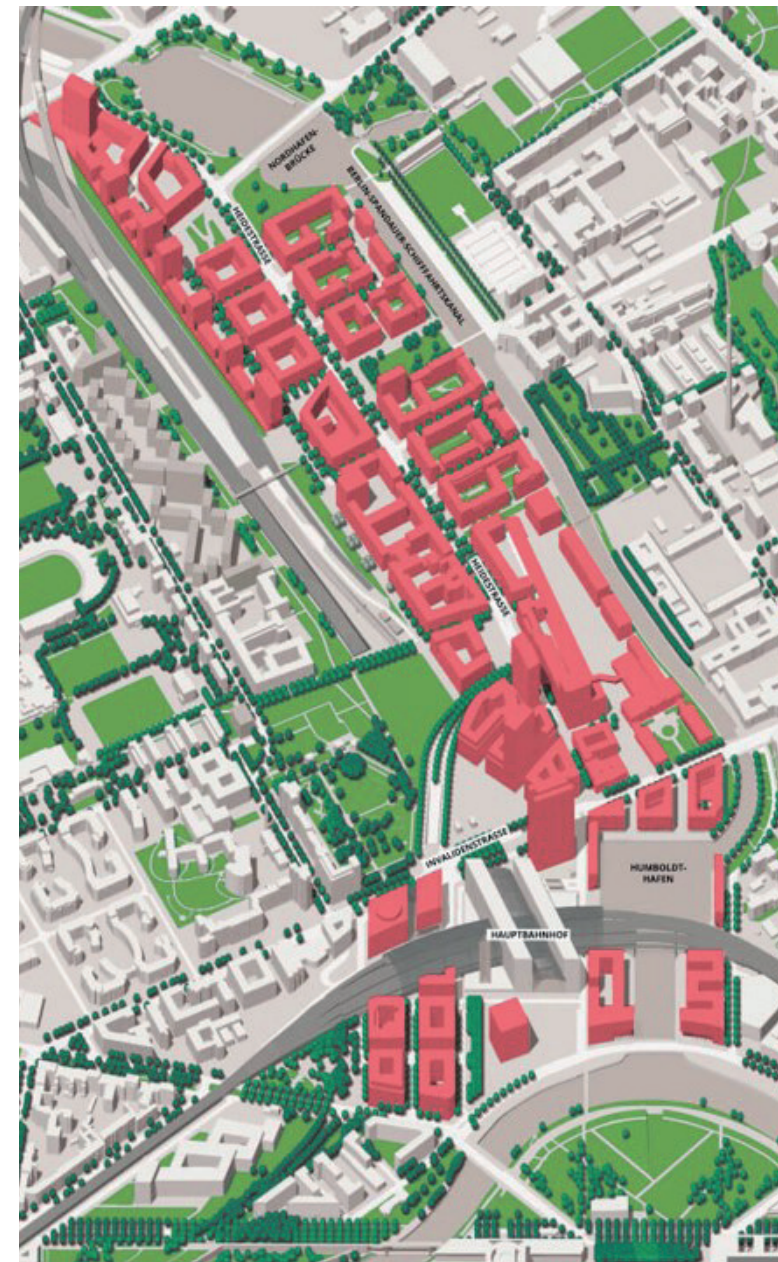 NORDHAFEN-
BRÜCKE
HEIDESTRASSE
BERLIN-SPANDAUER-SCHIFFFAHRTSKANAL
HEIDESTRASSE
INVALIDENSTRASSE
HUMBOLDT-
HAFEN
HAUPTBAHNHOF